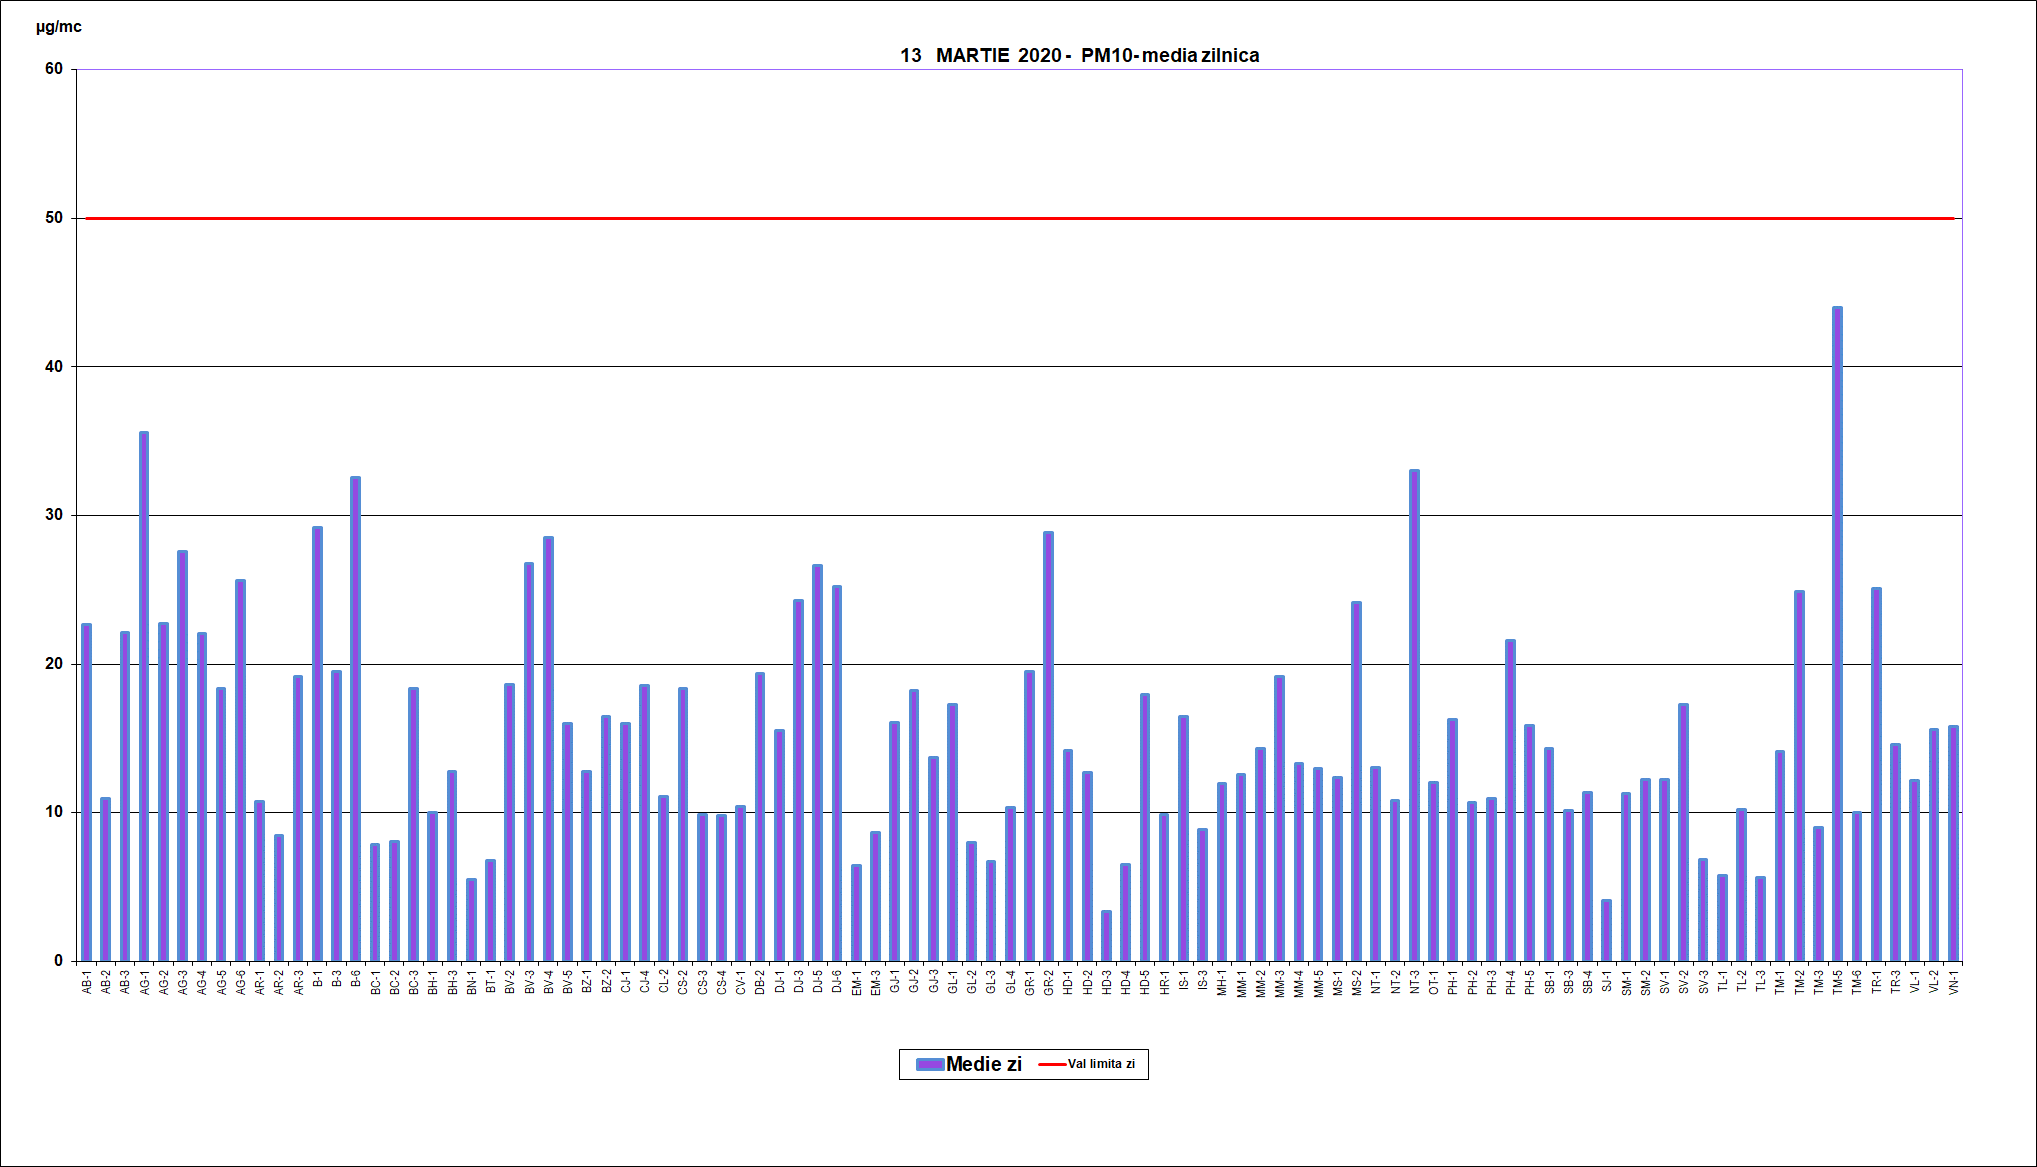 µg/mc
13 MARTIE 2020 - PM10- media zilnica
60
50
40
30
20
10
0
AB-1
AB-2
AB-3
AG-1
AG-2
AG-3
AG-4
AG-5
AG-6
AR-1
AR-2
AR-3
B-1
B-3
B-6
BC-1
BC-2
BC-3
BH-1
BH-3
BN-1
BT-1
BV-2
BV-3
BV-4
BV-5
BZ-1
BZ-2
CJ-1
CJ-4
CL-2
CS-2
CS-3
CS-4
CV-1
DB-2
DJ-1
DJ-3
DJ-5
DJ-6
EM-1
EM-3
GJ-1
GJ-2
GJ-3
GL-1
GL-2
GL-3
GL-4
GR-1
GR-2
HD-1
HD-2
HD-3
HD-4
HD-5
HR-1
IS-1
IS-3
MH-1
MM-1
MM-2
MM-3
MM-4
MM-5
MS-1
MS-2
NT-1
NT-2
NT-3
OT-1
PH-1
PH-2
PH-3
PH-4
PH-5
SB-1
SB-3
SB-4
SJ-1
SM-1
SM-2
SV-1
SV-2
SV-3
TL-1
TL-2
TL-3
TM-1
TM-2
TM-3
TM-5
TM-6
TR-1
TR-3
VL-1
VL-2
VN-1
Medie zi
Val limita zi